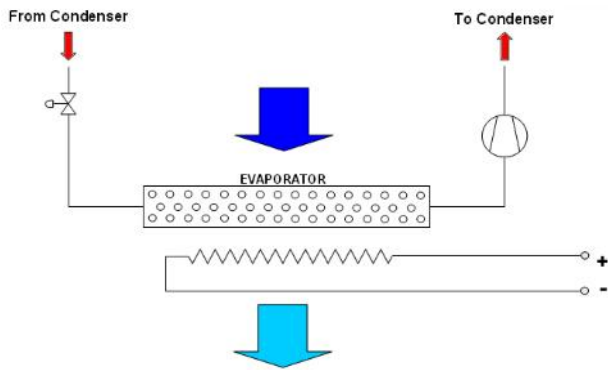 From Condenser
To Condenser
EVAPORATOR
+
-